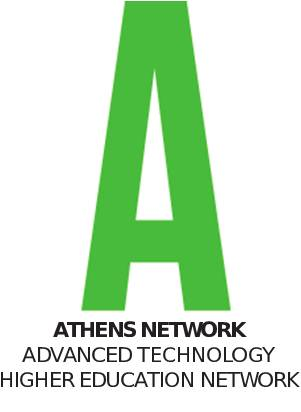 A
ATHENS NETWORK
ADVANCED TECHNOLOGY
HIGHER EDUCATION NETWORK